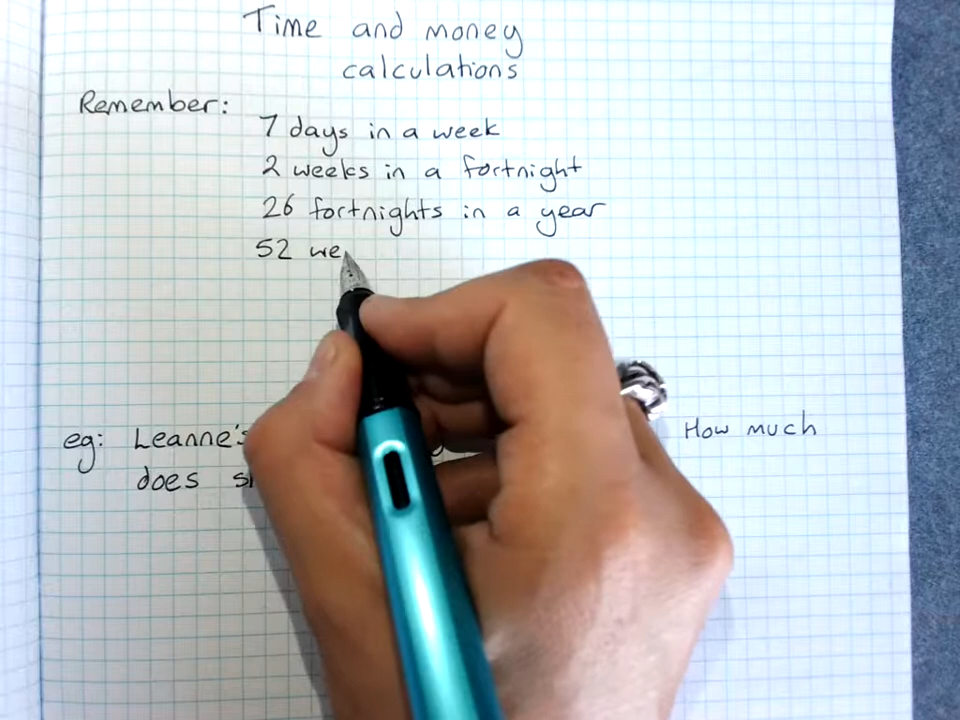 Time and money
calculations
Remember:
7 days in a week
2 weeks in a fortnight
26 fortnights in a year
52 we
eg: Leanne's How much
does